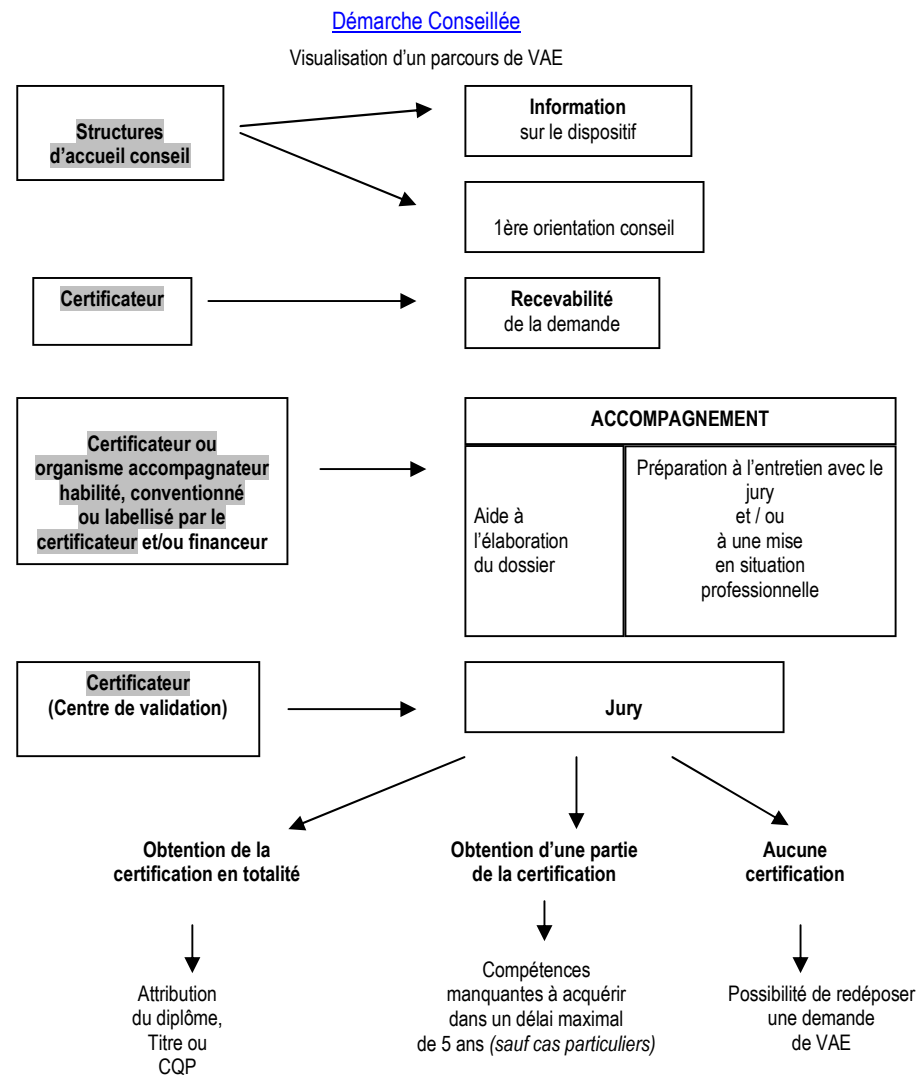 Démarche Conseillée
Visualisation d’un parcours de VAE
Structures
d’accueil conseil
Information
sur le dispositif
1ère orientation conseil
Certificateur
Recevabilité
de la demande
Certificateur ou
organisme accompagnateur
habilité, conventionné
ou labellisé par le
certificateur et/ou financeur
ACCOMPAGNEMENT
Aide à
l’élaboration
du dossier
Préparation à l’entretien avec le
jury
et / ou
à une mise
en situation
professionnelle
Certificateur
(Centre de validation)
Jury
Obtention de la
certification en totalité
Obtention d’une partie
de la certification
Aucune
certification
Attribution
du diplôme,
Titre ou
CQP
Compétences
manquantes à acquérir
dans un délai maximal
de 5 ans (sauf cas particuliers)
Possibilité de redéposer
une demande
de VAE